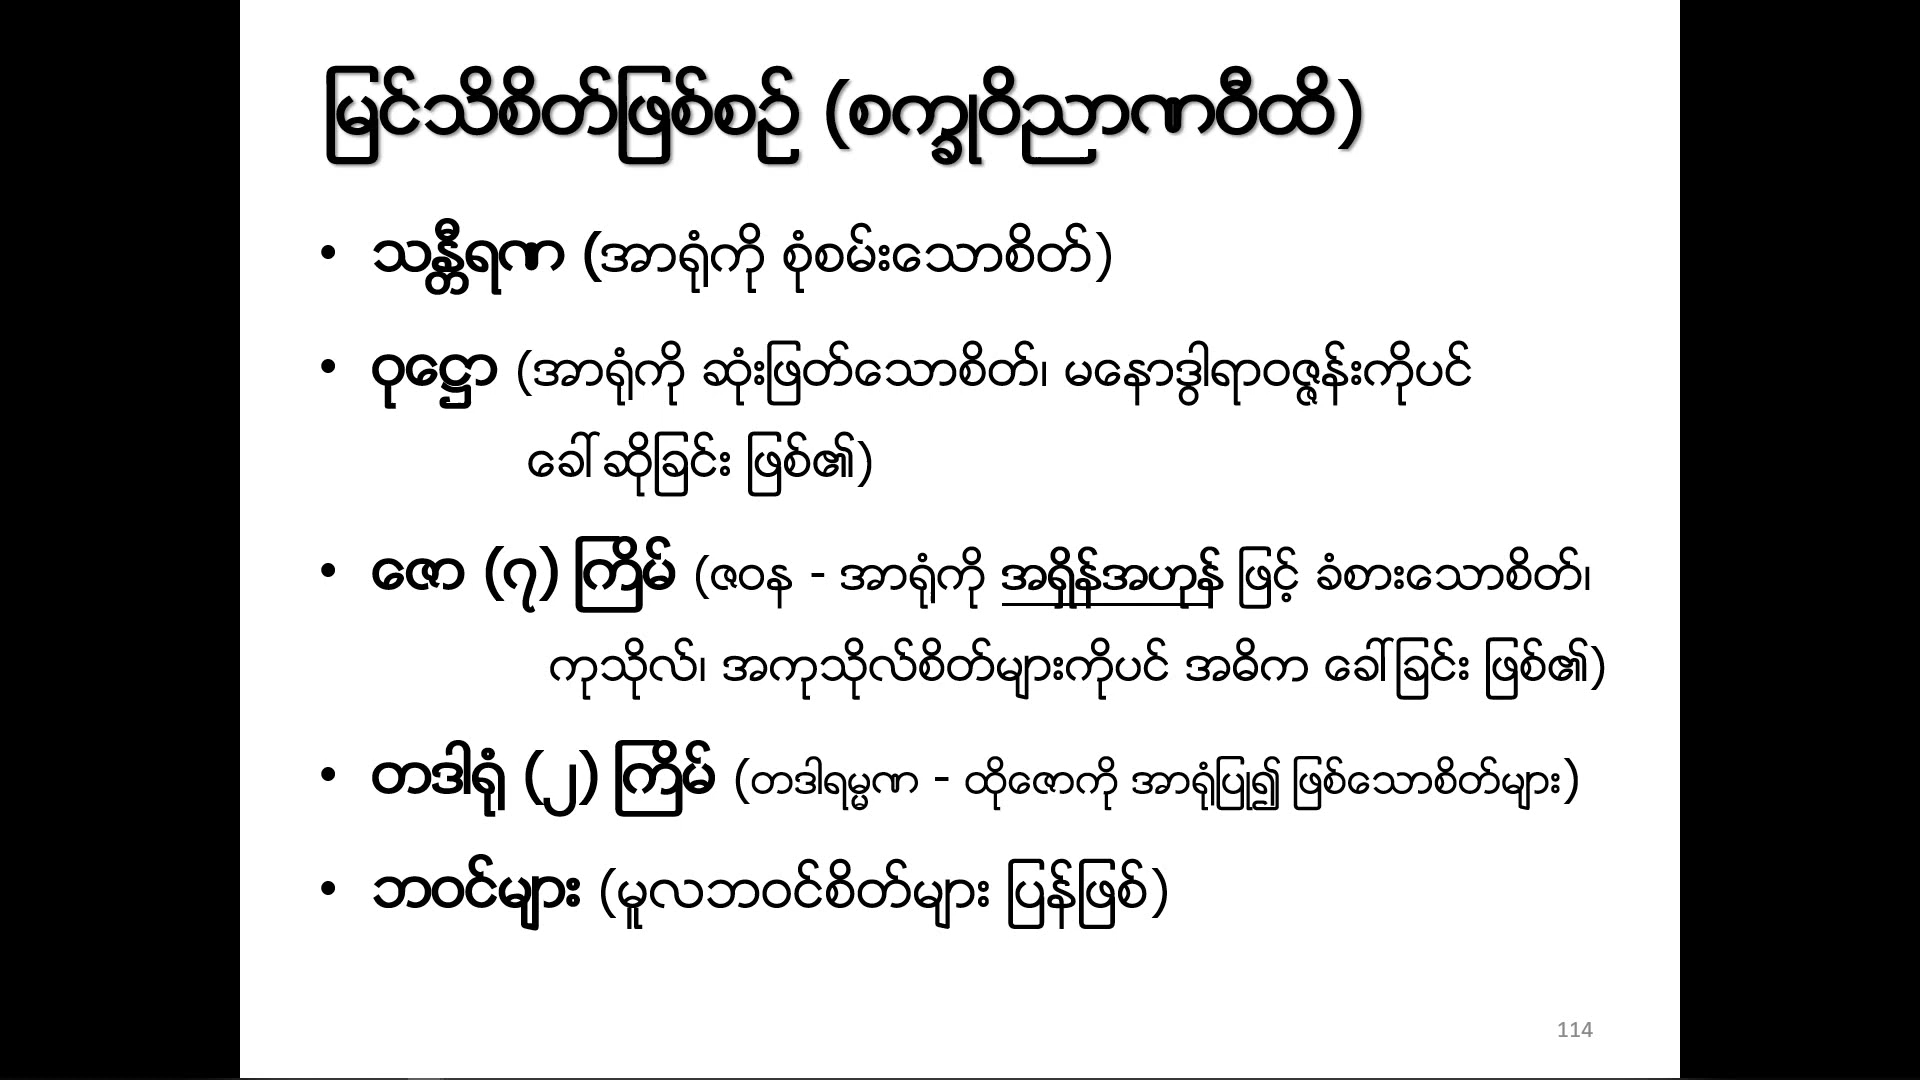 မြင်သိစိတ်ဖြစ်စဉ် (စက္ခုဝိညာဏဝီထိ)
• သန္တီရဏ (အာရုံကို စုံစမ်းသောစိတ်)
• ဝုဋ္ဌော (အာရုံကို ဆုံးဖြတ်သောစိတ်၊ မနောဒွါရာဝဇ္ဇန်းကိုပင်
ခေါ်ဆိုခြင်း ဖြစ်၏)
• ဇော (၇) ကြိမ် (ဇဝန - အာရုံကို အရှိန်အဟုန် ဖြင့် ခံစားသောစိတ်၊
ကုသိုလ်၊ အကုသိုလ်စိတ်များကိုပင် အဓိက ခေါ်ခြင်း ဖြစ်၏)
• တဒါရုံ (၂) ကြိမ် (တဒါရမ္မဏ - ထိုဇောကို အာရုံပြု၍ ဖြစ်သောစိတ်များ)
• ဘဝင်များ (မူလဘဝင်စိတ်များ ပြန်ဖြစ်)
114